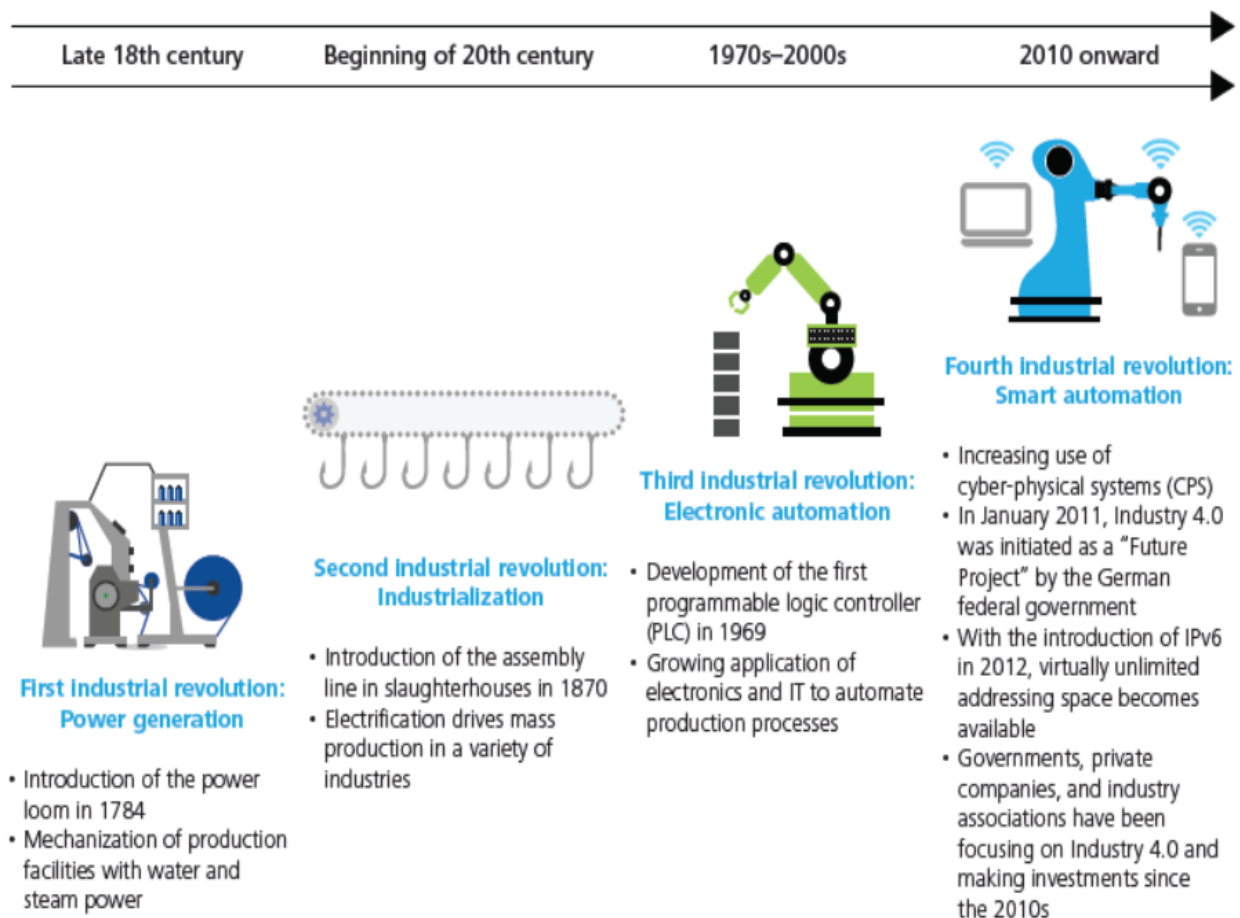 Late 18th century
Beginning of 20th century
1970s–2000s
2010 onward
First industrial revolution:
Power generation
• Introduction of the power
loom in 1784
• Mechanization of production
facilities with water and
steam power
Second industrial revolution:
Industrialization
• Introduction of the assembly
line in slaughterhouses in 1870
• Electrification drives mass
production in a variety of
industries
Third industrial revolution:
Electronic automation
• Development of the first
programmable logic controller
(PLC) in 1969
• Growing application of
electronics and IT to automate
production processes
Fourth industrial revolution:
Smart automation
• Increasing use of
cyber-physical systems (CPS)
• In January 2011, Industry 4.0
was initiated as a “Future
Project” by the German
federal government
• With the introduction of IPv6
in 2012, virtually unlimited
addressing space becomes
available
• Governments, private
companies, and industry
associations have been
focusing on Industry 4.0 and
making investments since
the 2010s